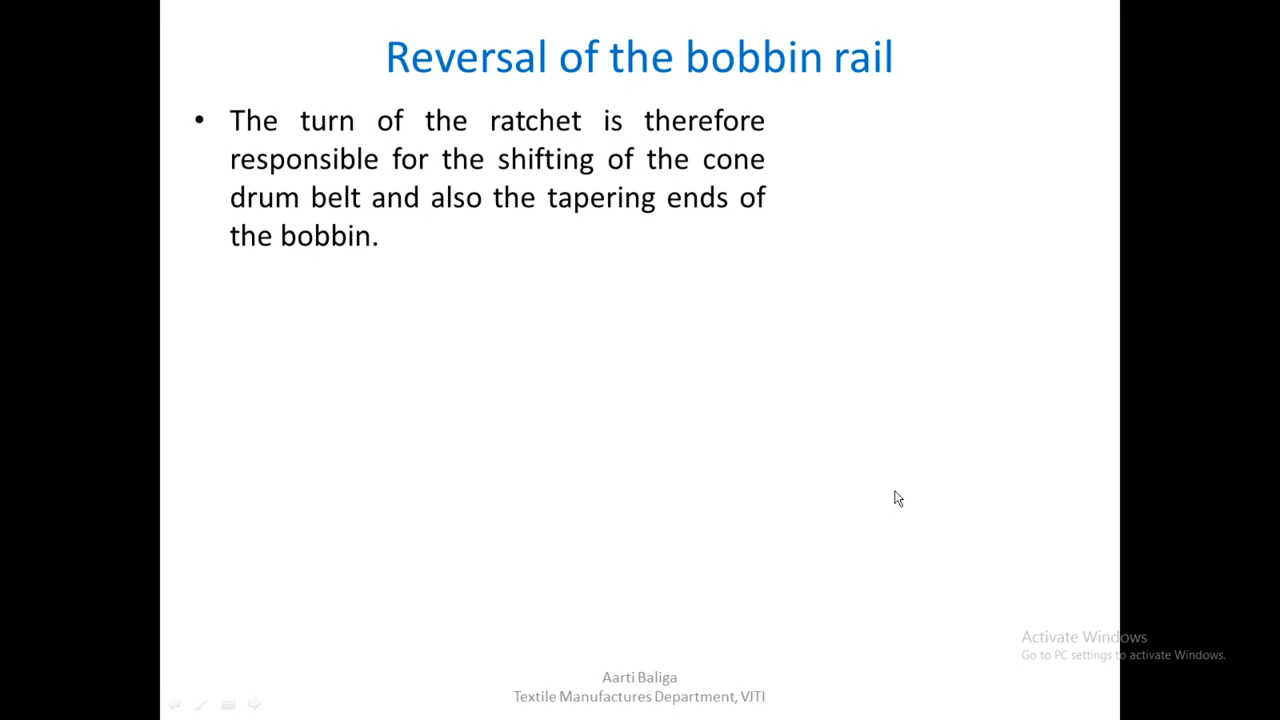 Reversal of the bobbin rail
• The turn of the ratchet is therefore
responsible for the shifting of the cone
drum belt and also the tapering ends of
the bobbin.
Activate Windows
Go to PC settings to activate Windows.
Aarti Baliga
Textile Manufactures Department, VJTI